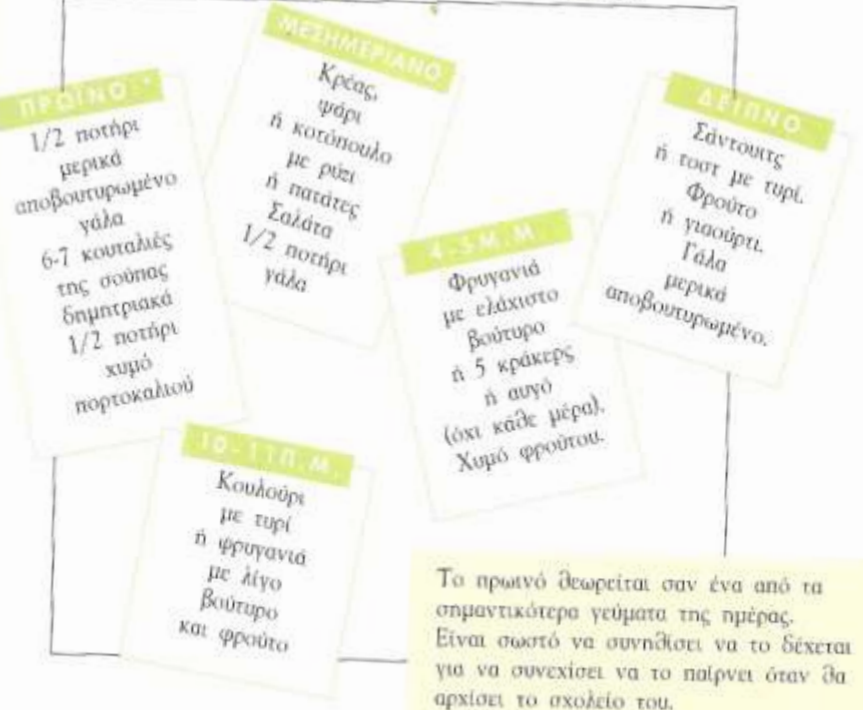 ΠΡΩΪΝΟ:*
1/2 ποτήρι
μερικά
αποβουτυρωμένο
γάλα
6-7 κουταλιές
της σούπας
δημητριακά
1/2 ποτήρι
χυμό
πορτοκαλιού
10-11Π.Μ.
Κουλούρι
με τυρί
ή φρυγανιά
με λίγο
βούτυρο
και φρούτο
ΜΕΣΗΜΕΡΙΑΝΟ
Κρέας,
ψάρι
ή κοτόπουλο
με ρύζι
ή πατάτες
Σαλάτα
1/2 ποτήρι
γάλα
4-5Μ.Μ.
Φρυγανιά
με ελάχιστο
βούτυρο
ή 5 κράκερς
ή αυγό
(όχι κάθε μέρα).
Χυμό φρούτου.
ΔΕΙΠΝΟ
Σάντουιτς
ή τοστ με τυρί.
Φρούτο
ή γιαούρτι.
Γάλα
μερικά
αποβουτυρωμένο.
Το πρωινό θεωρείται σαν ένα από τα
σημαντικότερα γεύματα της ημέρας.
Είναι σωστό να συνηθίσει να το δέχεται
για να συνεχίσει να το παίρνει όταν θα
αρχίσει το σχολείο του.